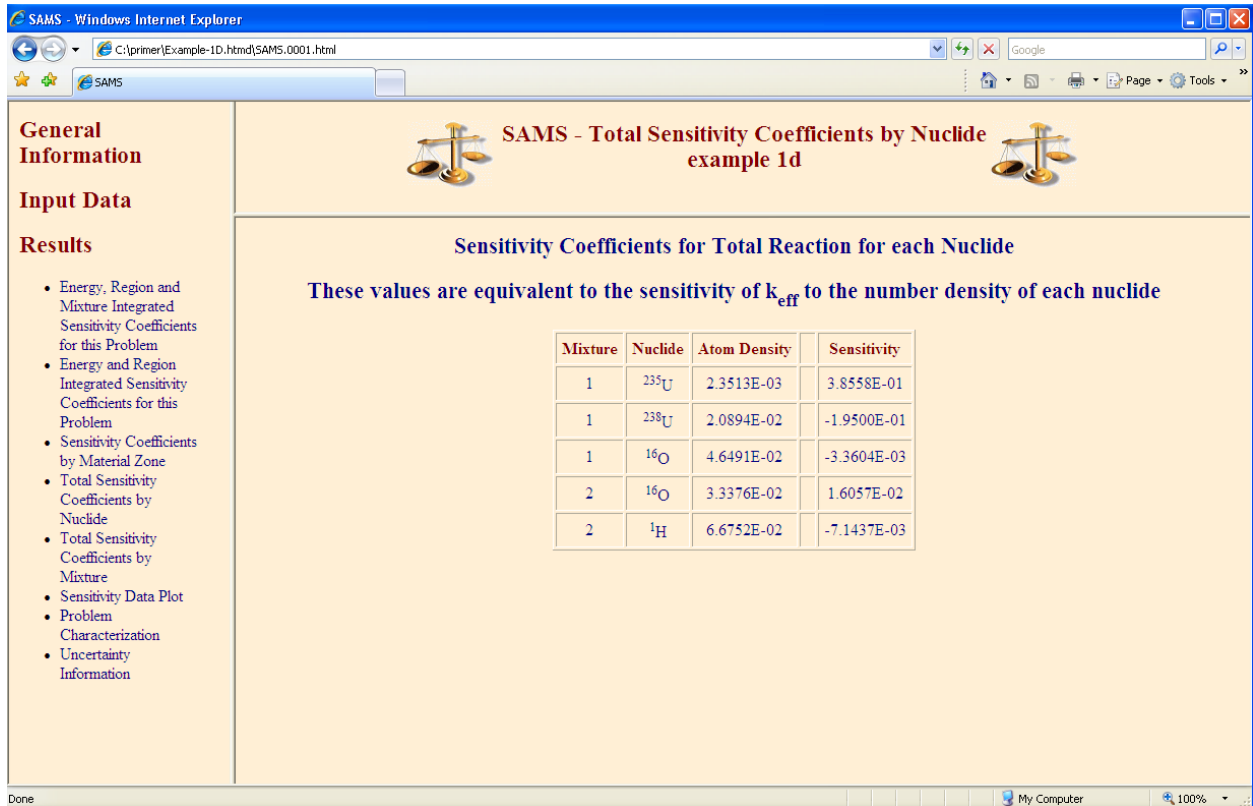 SAMS - Windows Internet Explorer
C:\primer\Example-1D.htmd\SAMS.0001.html
Google
SAMS
Page
Tools
»
General
Information
Input Data
Results
• Energy, Region and
Mixture Integrated
Sensitivity Coefficients
for this Problem
• Energy and Region
Integrated Sensitivity
Coefficients for this
Problem
• Sensitivity Coefficients
by Material Zone
• Total Sensitivity
Coefficients by
Nuclide
• Total Sensitivity
Coefficients by
Mixture
• Sensitivity Data Plot
• Problem
Characterization
• Uncertainty
Information
SAMS - Total Sensitivity Coefficients by Nuclide
example 1d
Sensitivity Coefficients for Total Reaction for each Nuclide
These values are equivalent to the sensitivity of keff to the number density of each nuclide
Mixture Nuclide Atom Density Sensitivity
1 235U 2.3513E-03 3.8558E-01
1 238U 2.0894E-02 -1.9500E-01
1 16O 4.6491E-02 -3.3604E-03
2 16O 3.3376E-02 1.6057E-02
2 1H 6.6752E-02 -7.1437E-03
Done
My Computer
100%